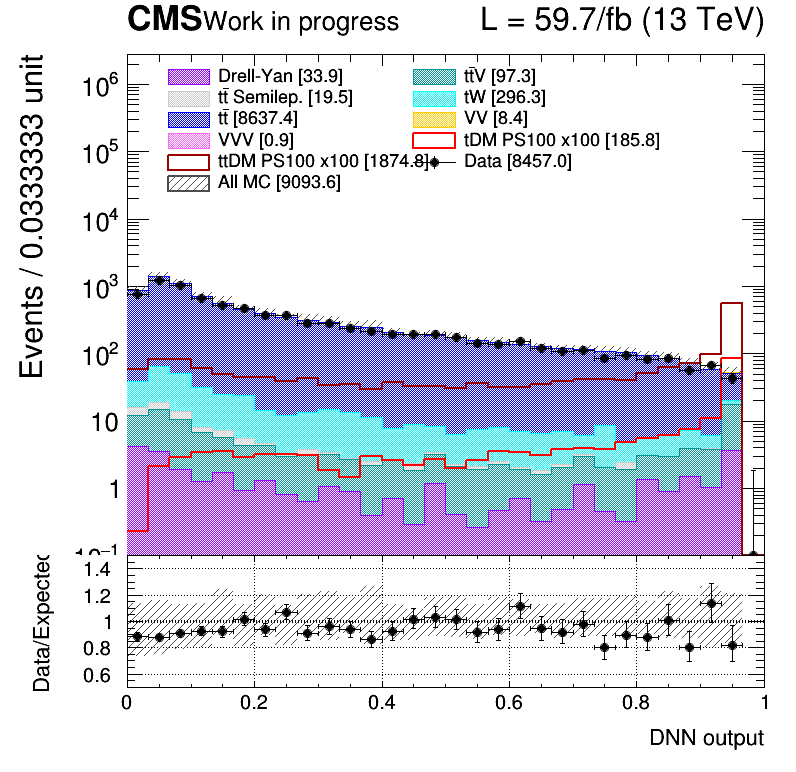 CMS Work in progress L = 59.7/fb (13 TeV)
Events / 0.0333333 unit
10⁶
10⁵
10⁴
10³
10²
10
1
10⁻¹
Drell-Yan [33.9]
tt̄V [97.3]
tt̄ Semilep. [19.5]
tW [296.3]
tt̄ [8637.4]
VV [8.4]
VVV [0.9]
tDM PS100 x100 [185.8]
ttDM PS100 x100 [1874.8]
Data [8457.0]
All MC [9093.6]
Data/Expected
1.4
1.2
1
0.8
0.6
0 0.2 0.4 0.6 0.8 1
DNN output